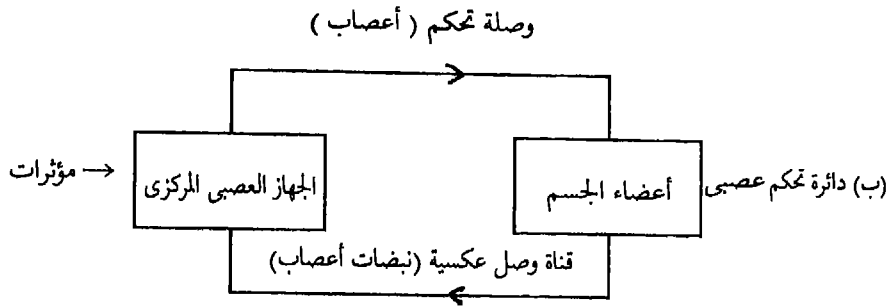 وصلة تحكم ( أعصاب )
(ب) دائرة تحكم عصبى
أعضاء الجسم
الجهاز العصبى المركزى
← مؤثرات
قناة وصل عكسية (نبضات أعصاب)